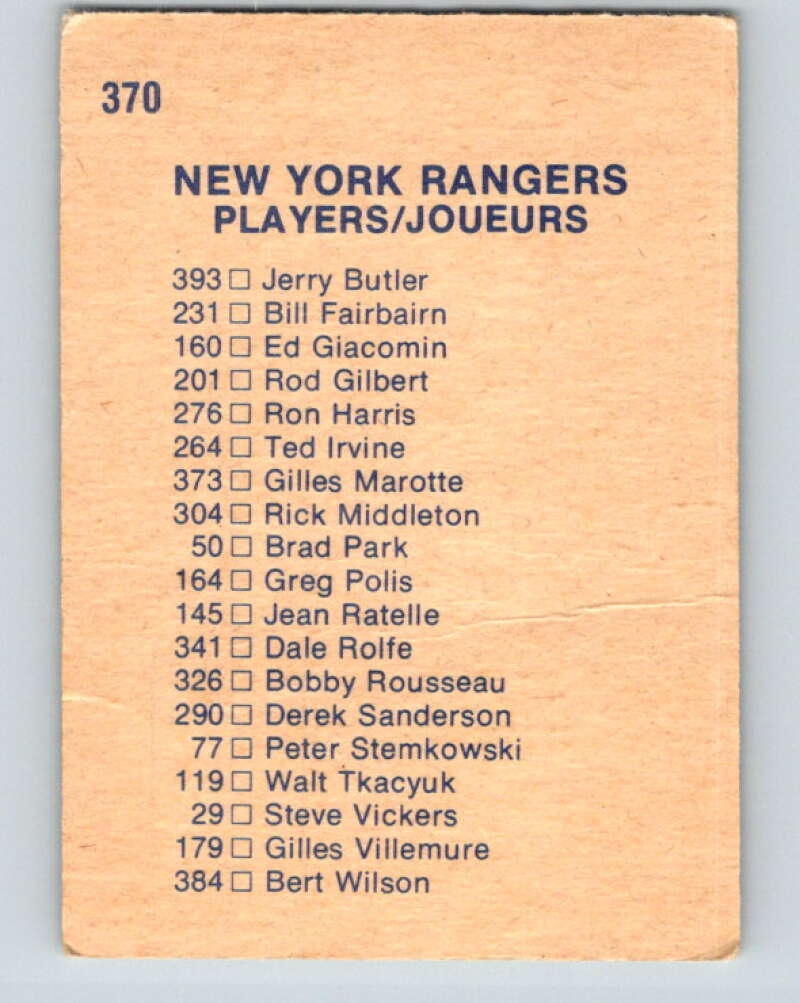 370
NEW YORK RANGERS
PLAYERS/JOUEURS
393 □ Jerry Butler
231 □ Bill Fairbairn
160 □ Ed Giacomin
201 □ Rod Gilbert
276 □ Ron Harris
264 □ Ted Irvine
373 □ Gilles Marotte
304 □ Rick Middleton
50 □ Brad Park
164 □ Greg Polis
145 □ Jean Ratelle
341 □ Dale Rolfe
326 □ Bobby Rousseau
290 □ Derek Sanderson
77 □ Peter Stemkowski
119 □ Walt Tkacyuk
29 □ Steve Vickers
179 □ Gilles Villemure
384 □ Bert Wilson